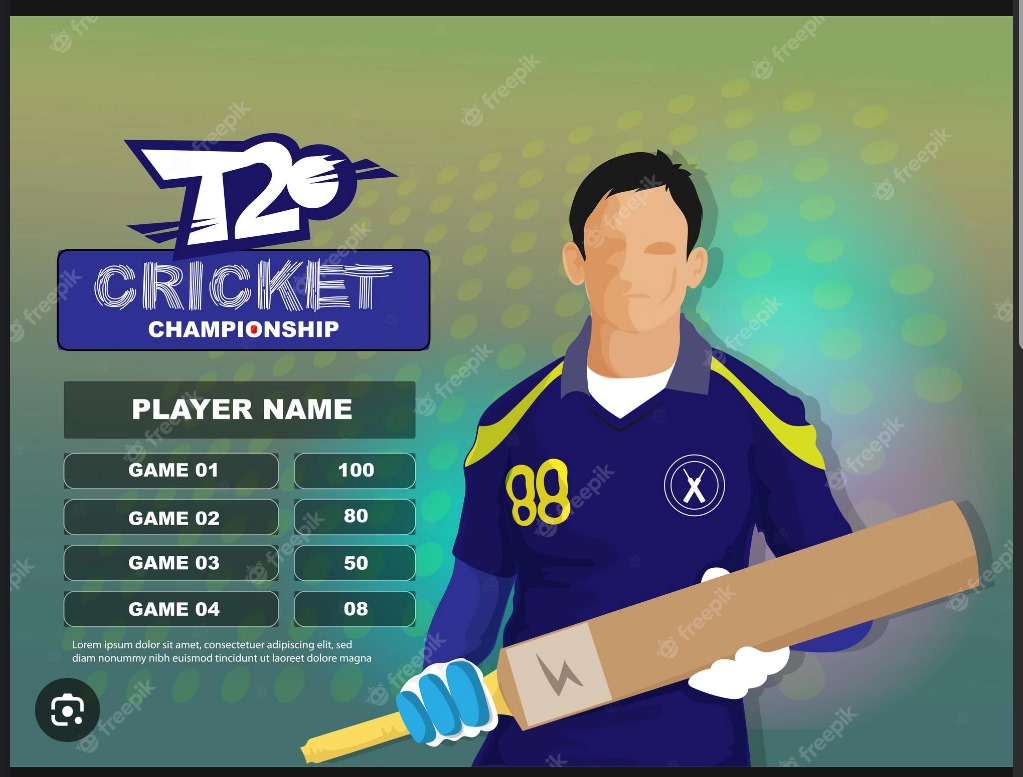 T20
CRICKET
CHAMPIONSHIP
PLAYER NAME
GAME 01 100
GAME 02 80
GAME 03 50
GAME 04 08
Lorem ipsum dolor sit amet, consectetuer adipiscing elit, sed
diam nonummy nibh euismod tincidunt ut laoreet dolore magna
88
freepik